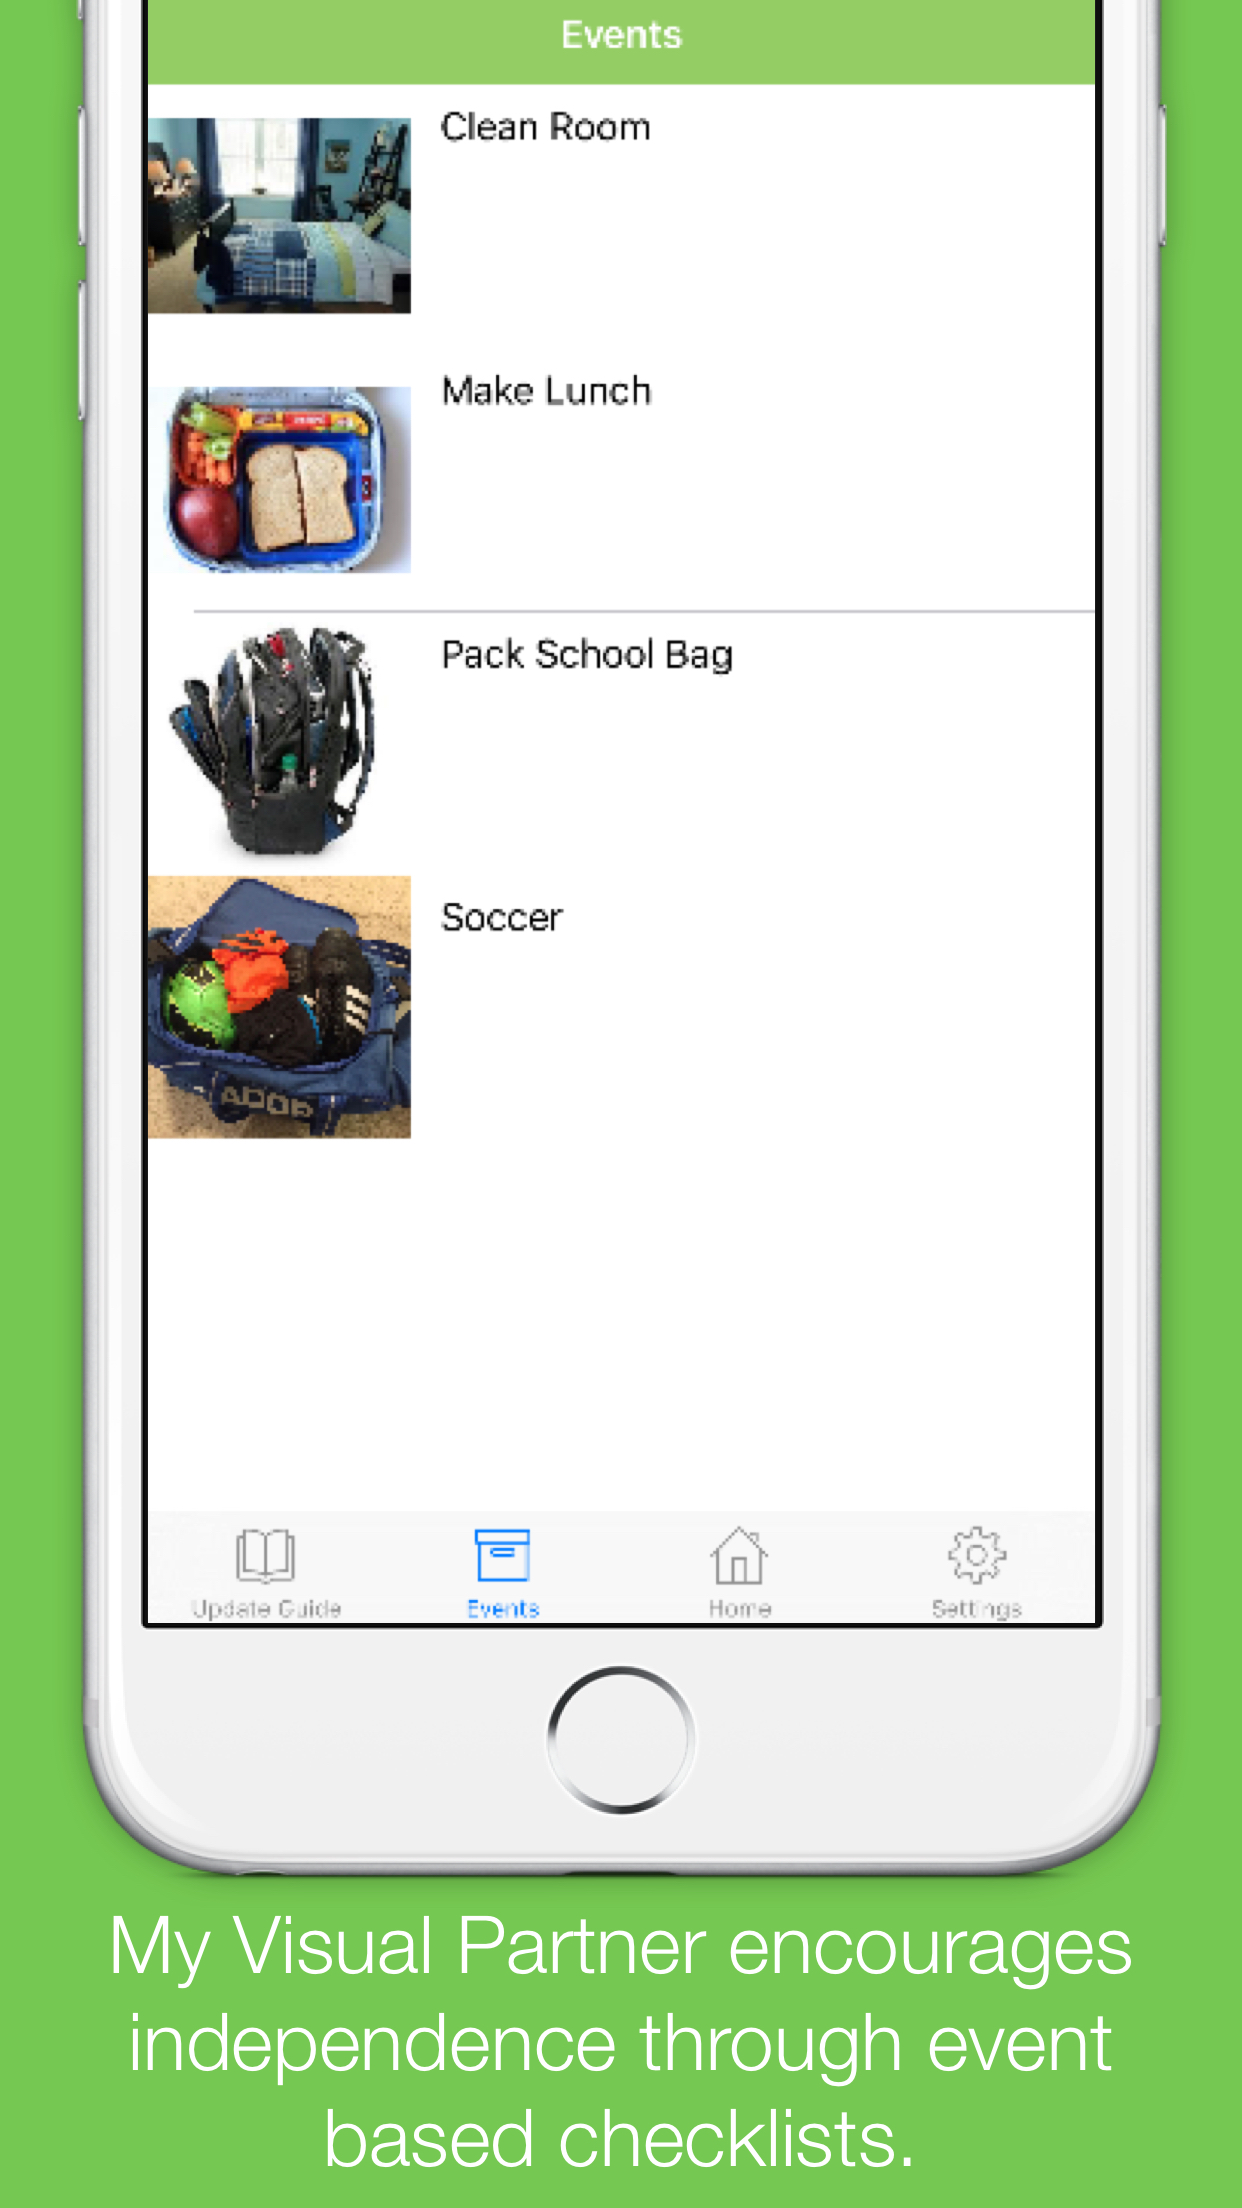 Events
Clean Room
Make Lunch
Pack School Bag
Soccer
Update Guide
Events
Home
Settings
My Visual Partner encourages
independence through event
based checklists.